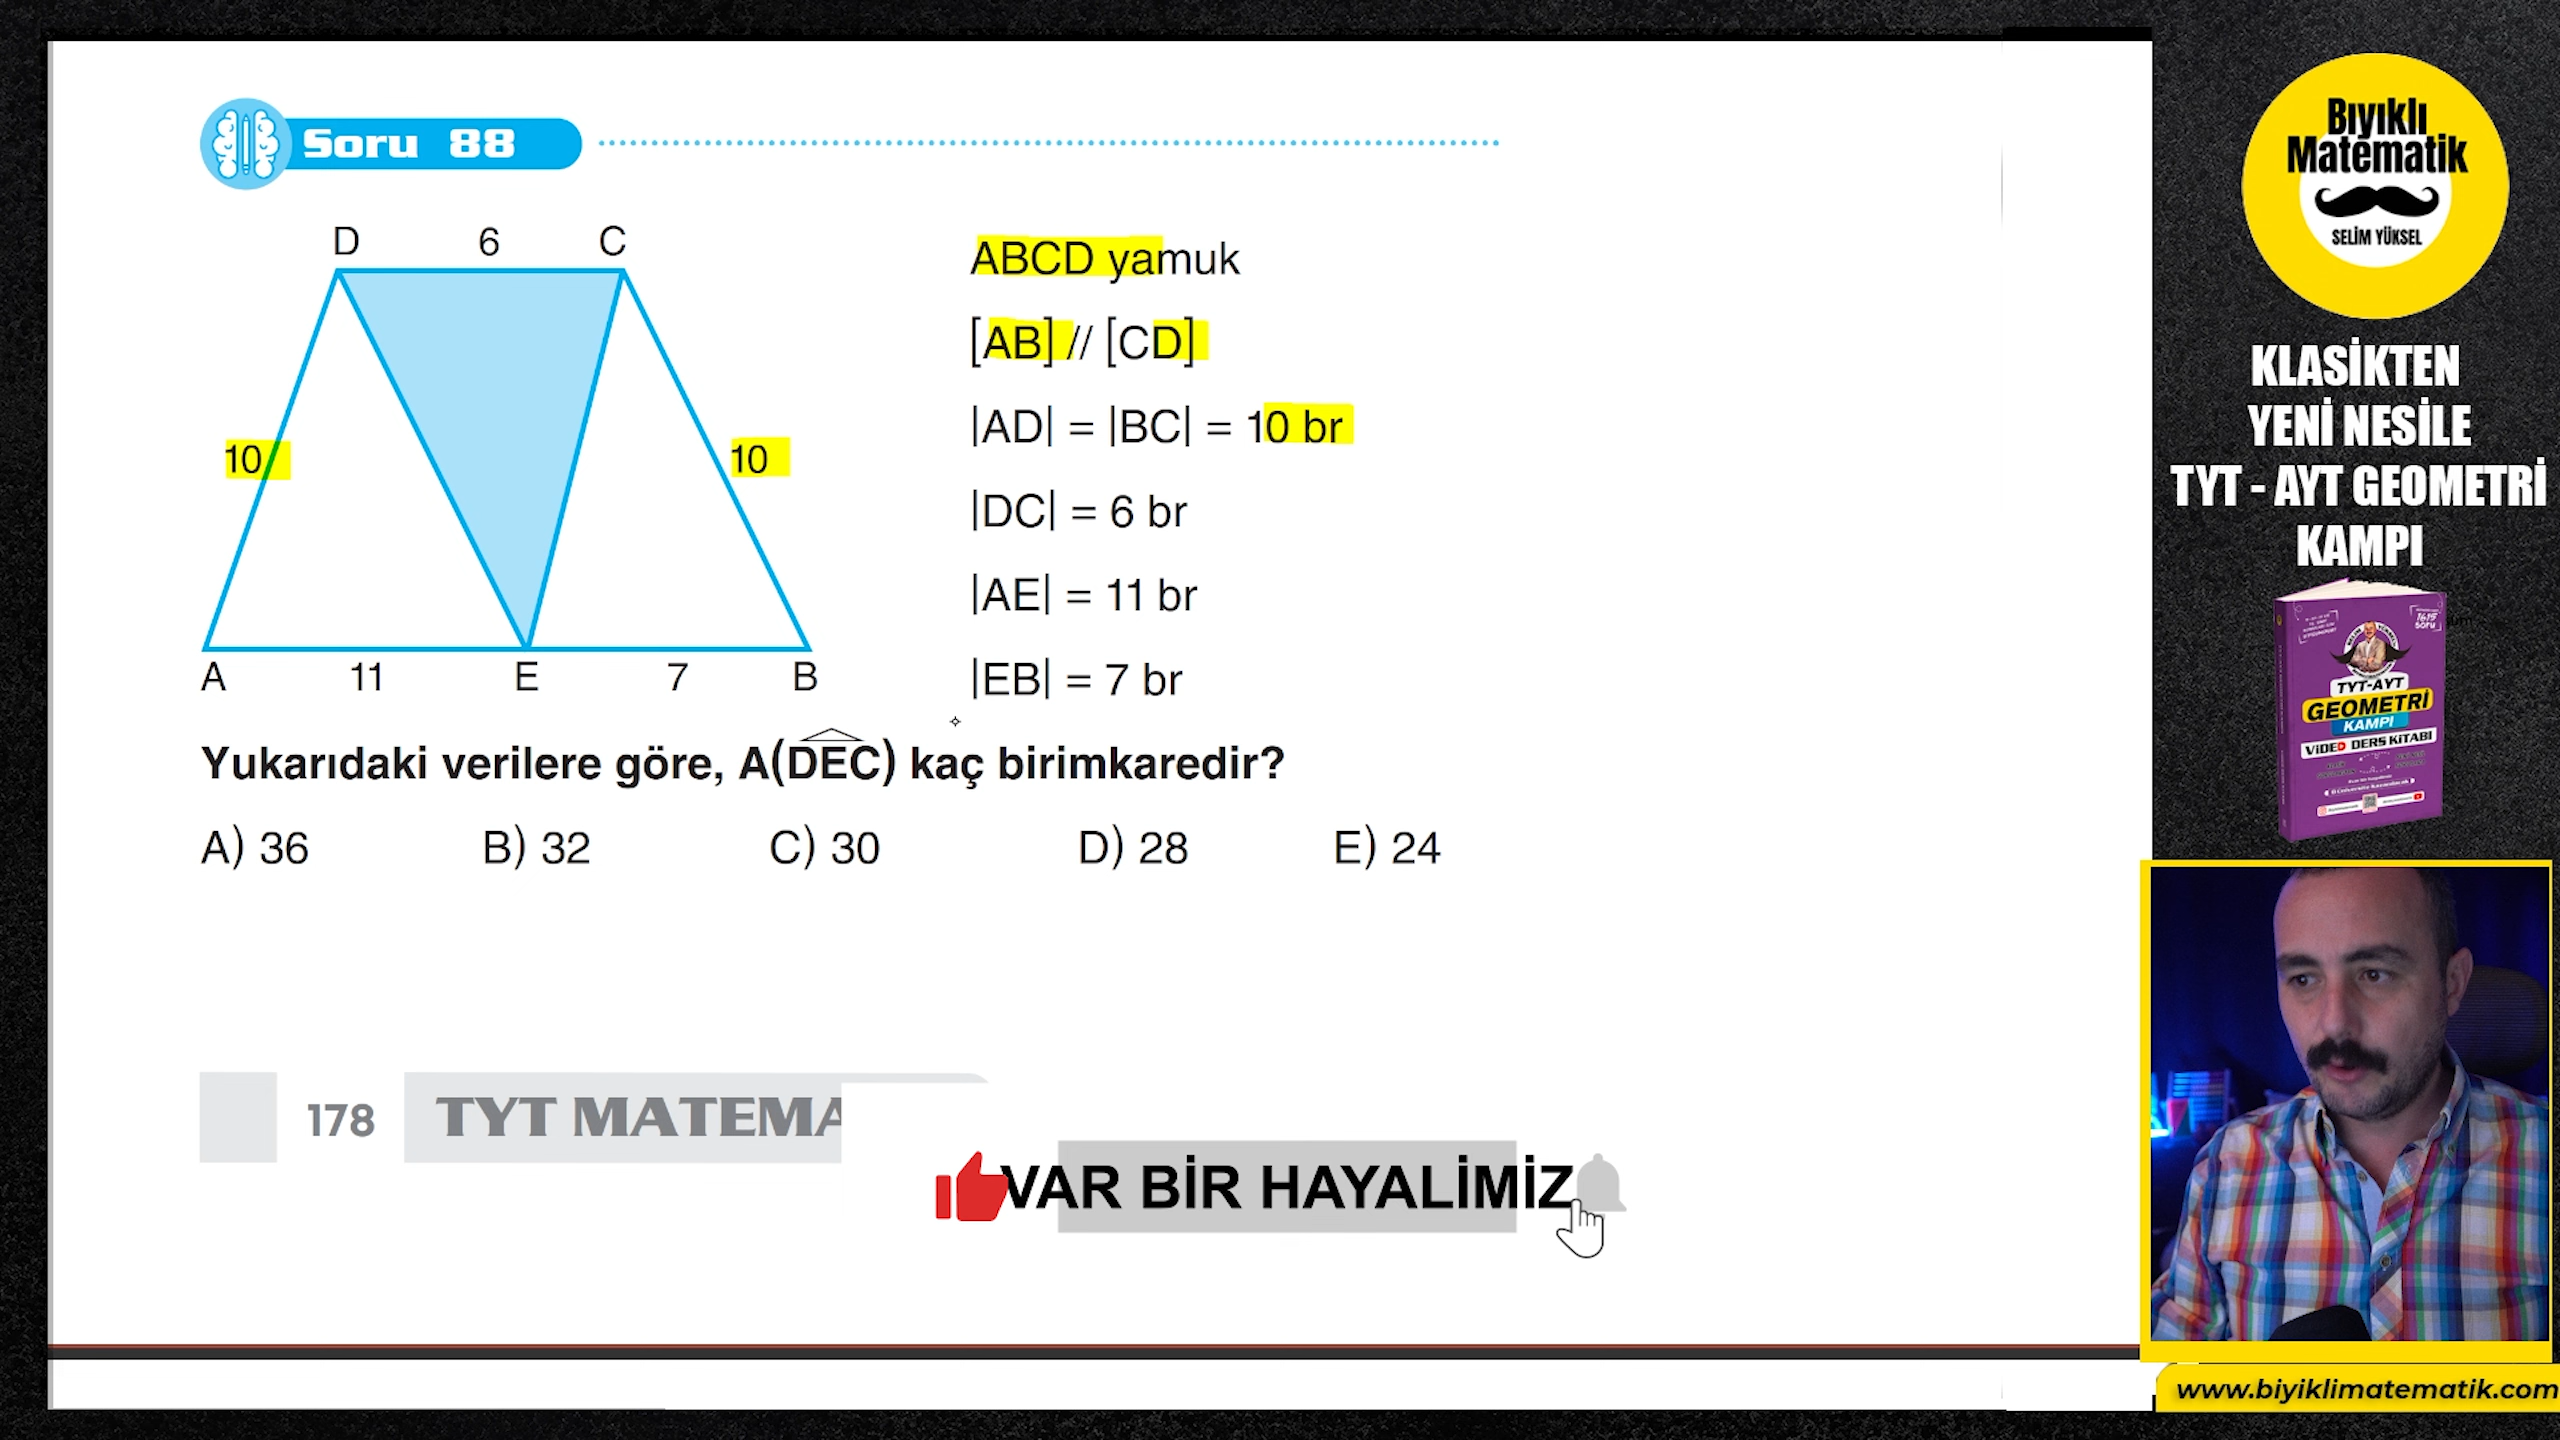 Soru 88
D 6 C
10 10
A 11 E 7 B
ABCD yamuk
[AB] // [CD]
|AD| = |BC| = 10 br
|DC| = 6 br
|AE| = 11 br
|EB| = 7 br
Yukarıdaki verilere göre, A(DEC) kaç birimkaredir?
A) 36 B) 32 C) 30 D) 28 E) 24
178 TYT MATEMA
VAR BİR HAYALİMİZ
Bıyıklı
Matematik
SELİM YÜKSEL
KLASİKTEN
YENİ NESİLE
TYT - AYT GEOMETRİ
KAMPI
1615
soru
TYT-AYT
GEOMETRİ
KAMPI
VİDEO DERS KİTABI
www.biyiklimatematik.com